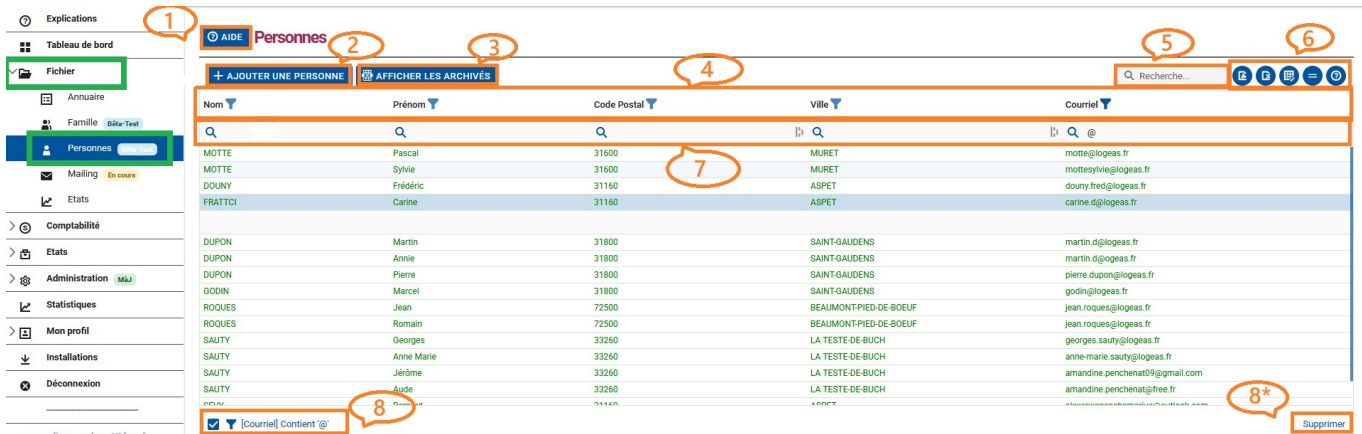 Explications
Tableau de bord
Fichier
Annuaire
Famille Bêta-Test
Personnes Bêta-Test
Mailing En cours
Etats
Comptabilité
Etats
Administration MàJ
Statistiques
Mon profil
Installations
Déconnexion
1
AIDE Personnes
2
3
4
5
6
+ AJOUTER UNE PERSONNE AFFICHER LES ARCHIVÉS Recherche...
Nom Prénom Code Postal Ville Courriel
@
7
MOTTE Pascal 31600 MURET motte@logeas.fr
MOTTE Sylvie 31600 MURET mottesylvie@logeas.fr
DOUNY Frédéric 31160 ASPET douny.fred@logeas.fr
FRATTCI Carine 31160 ASPET carine.d@logeas.fr
DUPON Martin 31800 SAINT-GAUDENS martin.d@logeas.fr
DUPON Annie 31800 SAINT-GAUDENS martin.d@ogeas.fr
DUPON Pierre 31800 SAINT-GAUDENS pierre.dupon@logeas.fr
GODIN Marcel 31800 SAINT-GAUDENS godin@logeas.fr
ROQUES Jean 72500 BEAUMONT-PIED-DE-BOEUF jean.roques@logeas.fr
ROQUES Romain 72500 BEAUMONT-PIED-DE-BOEUF jean.roques@logeas.fr
SAUTY Georges 33260 LA TESTE-DE-BUCH georges.sauty@logeas.fr
SAUTY Anne Marie 33260 LA TESTE-DE-BUCH anne-marie.sauty@logeas.fr
SAUTY Jérôme 33260 LA TESTE-DE-BUCH amandine.penchenat09@gmail.com
SAUTY Aude 33260 LA TESTE-DE-BUCH amandine.penchenat@free.fr
31160 ASPET
8
8*
[Courriel] Contient '@' Supprimer